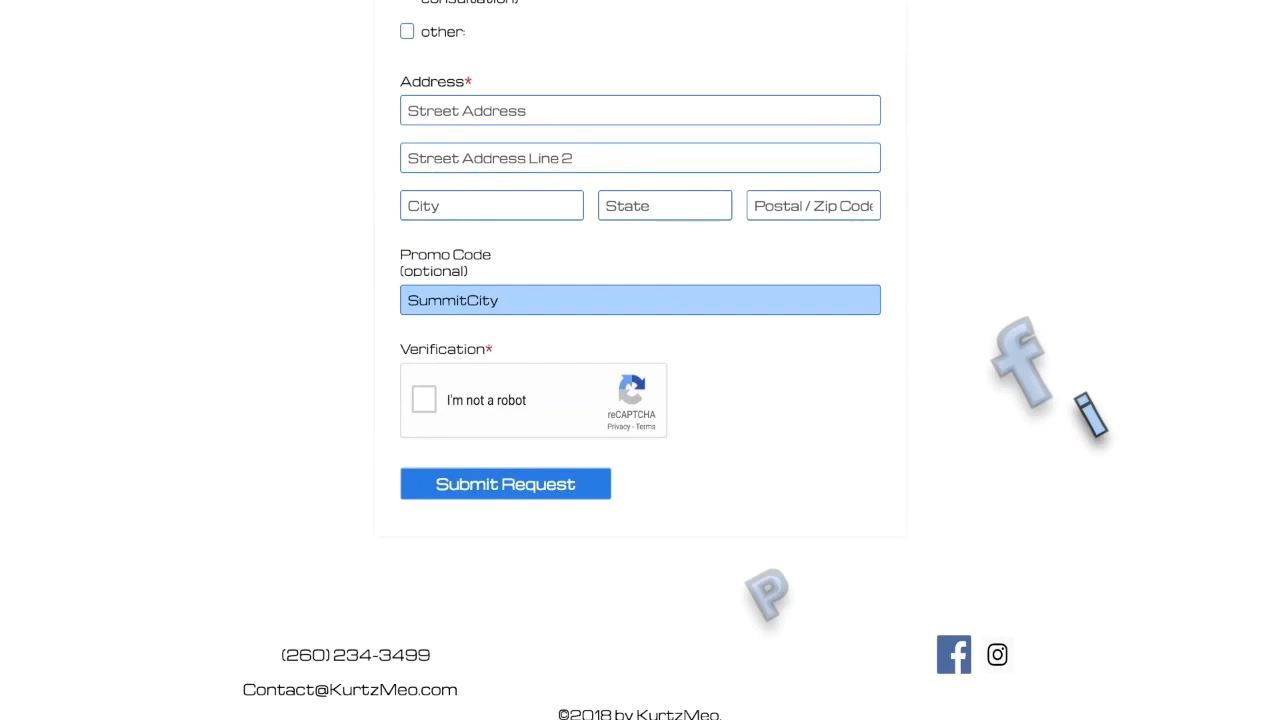 other:
Address*
Street Address
Street Address Line 2
City State Postal / Zip Code
Promo Code
(optional)
SummitCity
Verification*
I'm not a robot
reCAPTCHA
Privacy - Terms
Submit Request
f
i
P
(260) 234-3499
f
Contact@KurtzMeo.com
©2018 by KurtzMeo.